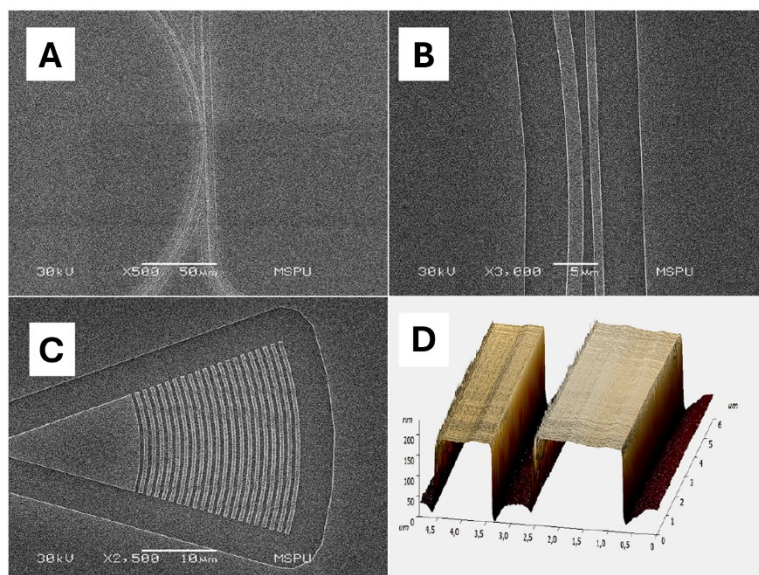 A
30kV X500 50μm MSPU
B
30kV X3,000 5μm MSPU
C
30kV X2,500 10μm MSPU
D
nm
200
150
100
50
0
um
4,5 4,0 3,5 3,0 2,5 2,0 1,5 1,0 0,5 0
um
6
5
4
3
2
1
0